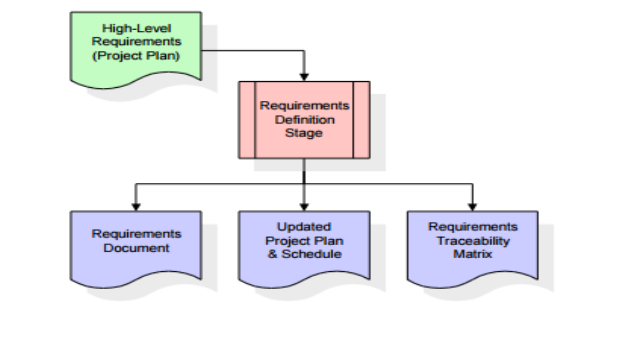 High-Level
Requirements
(Project Plan)
Requirements
Definition
Stage
Requirements
Document
Updated
Project Plan
& Schedule
Requirements
Traceability
Matrix